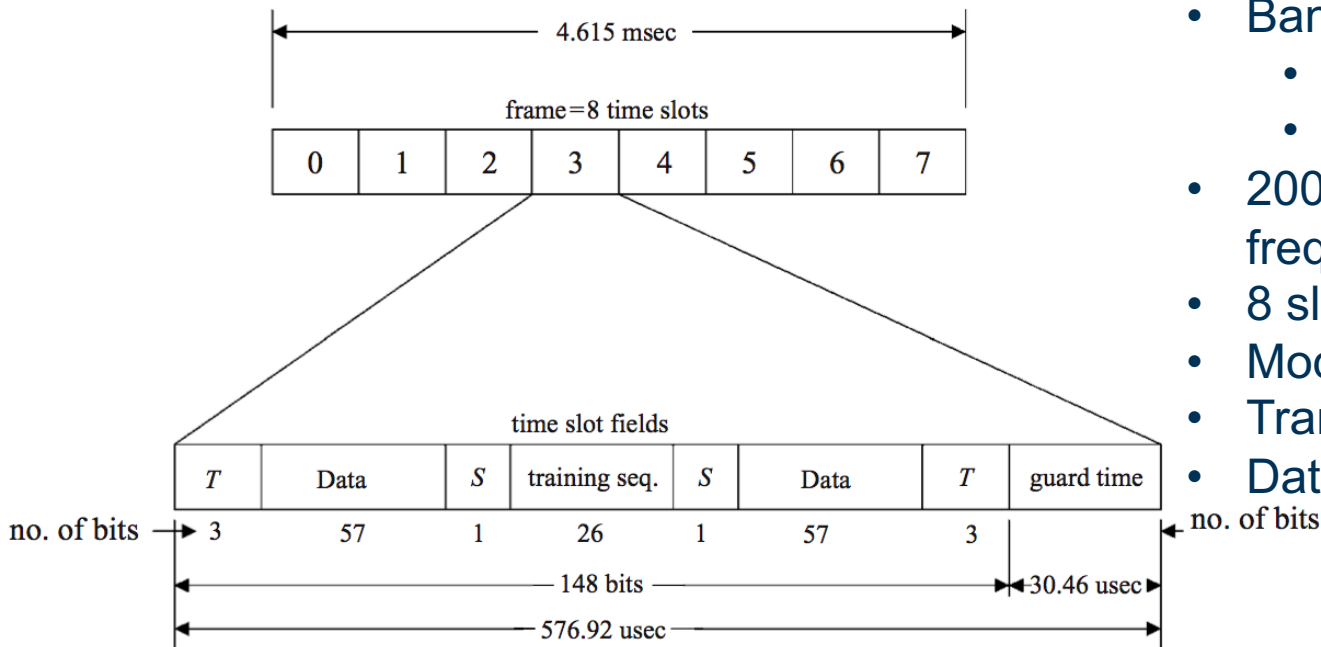 4.615 msec
frame=8 time slots
0 1 2 3 4 5 6 7
time slot fields
T Data S training seq. S Data T guard time
no. of bits 3 57 1 26 1 57 3 no. of bits
148 bits 30.46 usec
576.92 usec
• 
•
•
• 200
• 8
•
•
•